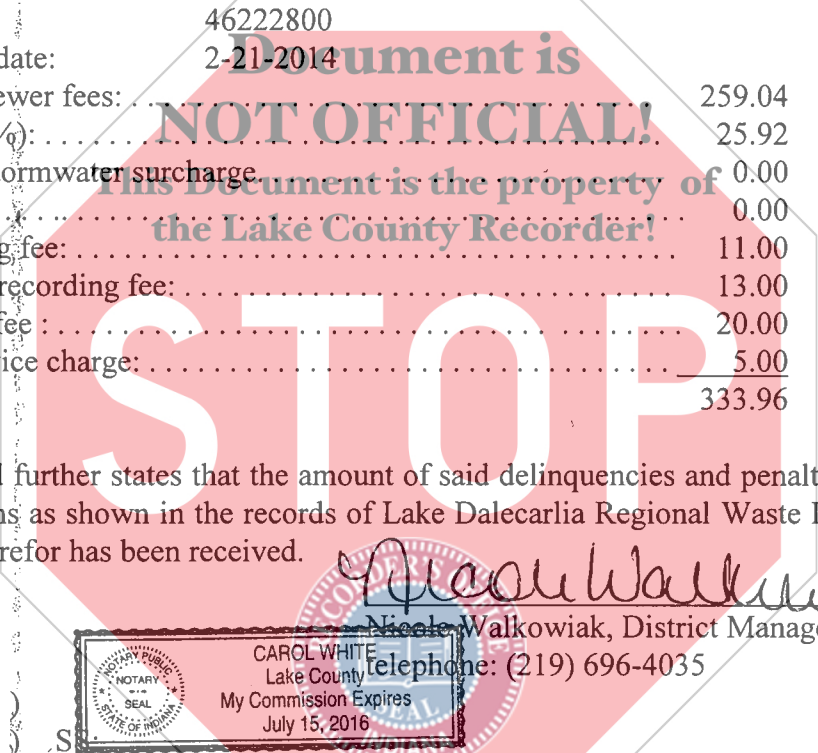 46222800
date: 2-21-2014
Document is
ewer fees: 259.04
NOT OFFICIAL!
%): 25.92
ormwater surcharge 0.00
This Document is the property of
0.00
the Lake County Recorder!
g fee: 11.00
recording fee: 13.00
fee : 20.00
ice charge: 5.00
333.96
STOP
d further states that the amount of said delinquencies and penalt
ns as shown in the records of Lake Dalecarlia Regional Waste
refor has been received.
Nicole Walkowiak, District Manag
telephone: (219) 696-4035
RECORDER'S OFFICE
SEAL
NOTARY PUBLIC
NOTARY
SEAL
STATE OF INDIANA
CAROL WHITE
Lake County
My Commission Expires
July 15, 2016
)
) S